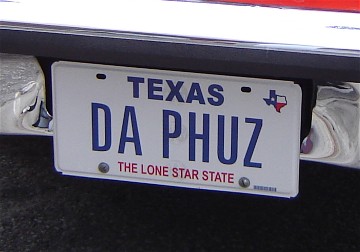 TEXAS
DA PHUZ
THE LONE STAR STATE